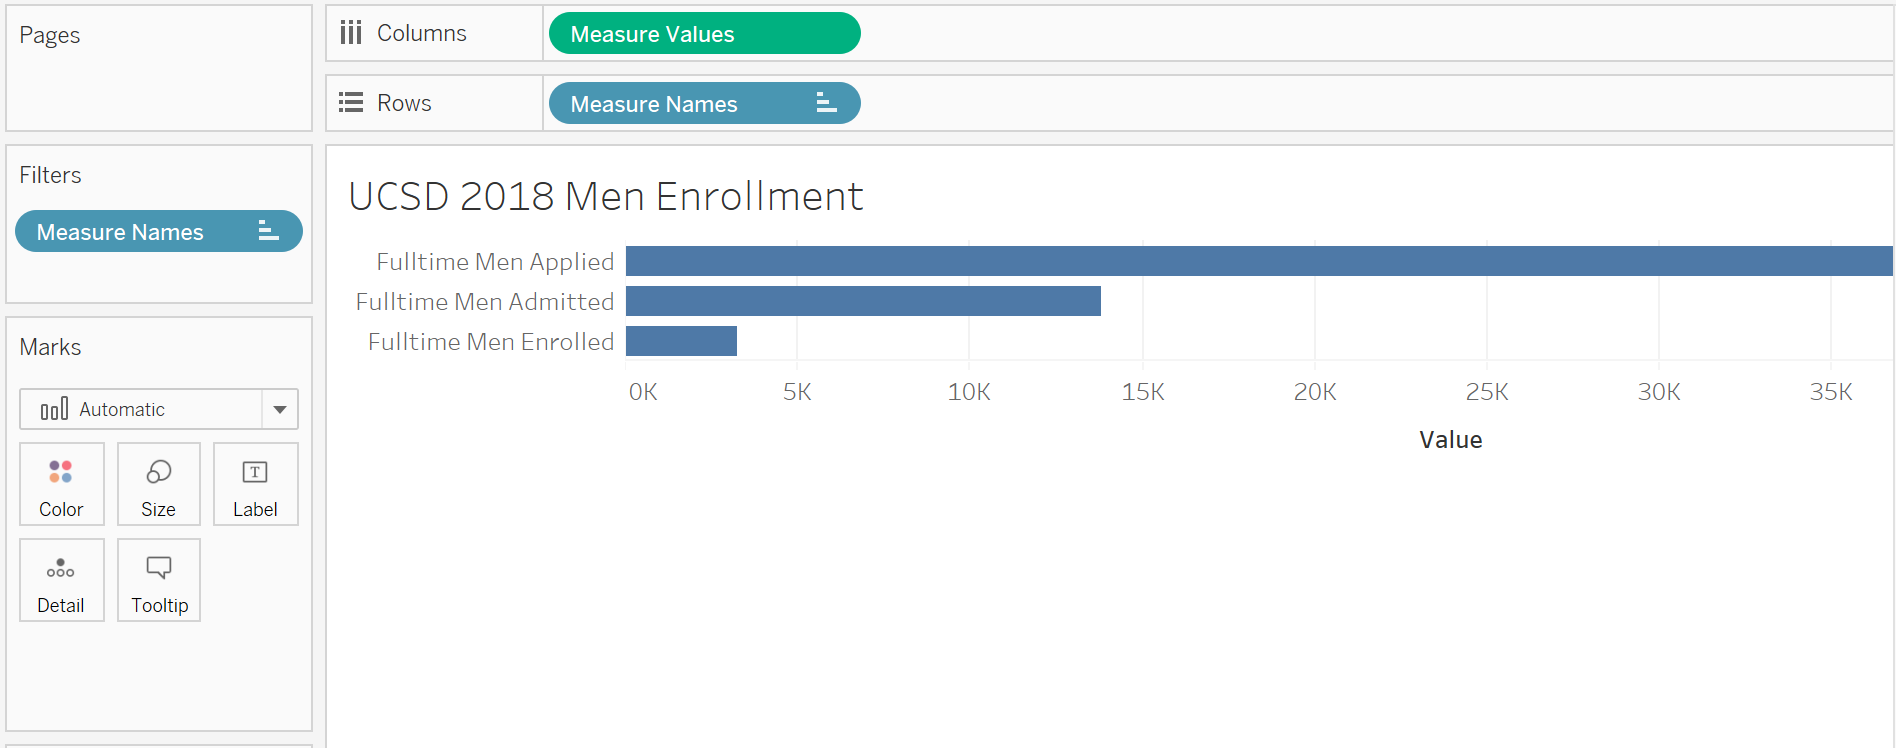 Pages
Columns
Measure Values
Rows
Measure Names
Filters
Measure Names
Marks
Automatic
Color
Size
T
Label
Detail
Tooltip
UCSD 2018 Men Enrollment
Fulltime Men Applied
Fulltime Men Admitted
Fulltime Men Enrolled
0K 5K 10K 15K 20K 25K 30K 35K
Value